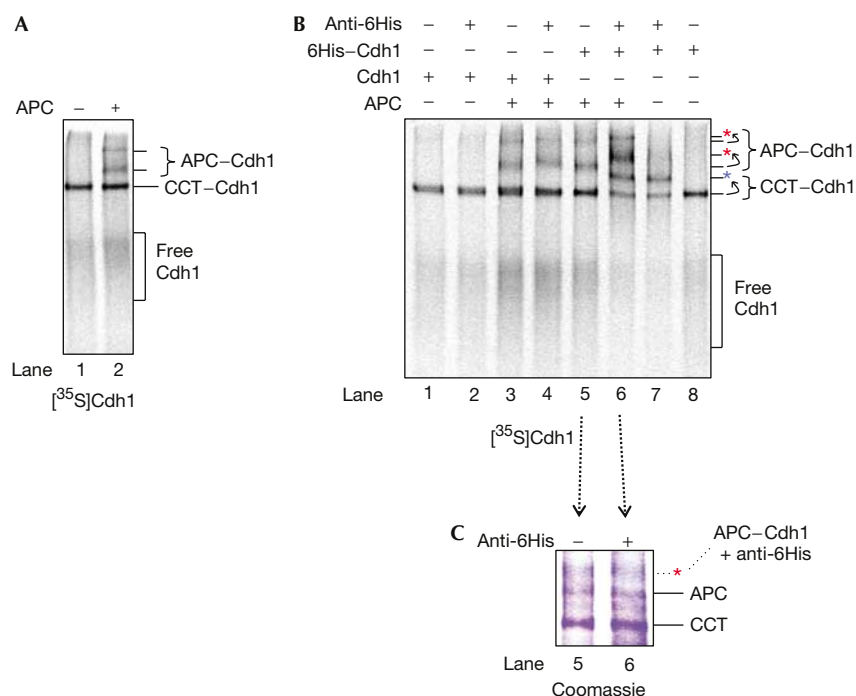 A
APC – +
APC–Cdh1
CCT–Cdh1
Free
Cdh1
Lane 1 2
[³⁵S]Cdh1
B
Anti-6His – + – + – + + –
6His–Cdh1 – – – – + + + +
Cdh1 + + + + – – – –
APC – – + + + + – –
* APC–Cdh1
*
* CCT–Cdh1
Free
Cdh1
Lane 1 2 3 4 5 6 7 8
[³⁵S]Cdh1
C
Anti-6His – +
APC–Cdh1
+ anti-6His
*
APC
CCT
Lane 5 6
Coomassie